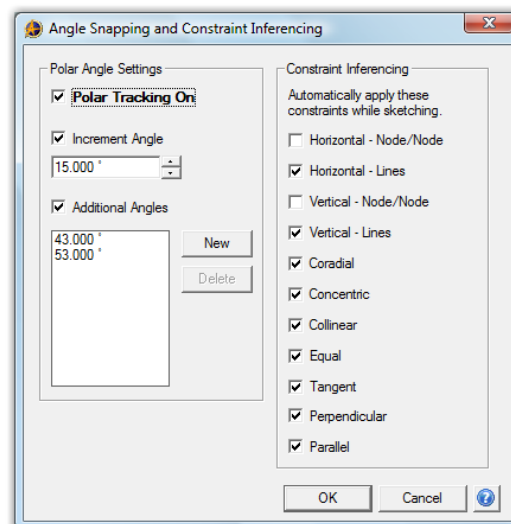 Angle Snapping and Constraint Inferencing
Polar Angle Settings
Polar Tracking On
Increment Angle
15.000 °
Additional Angles
43.000 °
53.000 °
New
Delete
Constraint Inferencing
Automatically apply these
constraints while sketching.
Horizontal - Node/Node
Horizontal - Lines
Vertical - Node/Node
Vertical - Lines
Coradial
Concentric
Collinear
Equal
Tangent
Perpendicular
Parallel
OK
Cancel
?